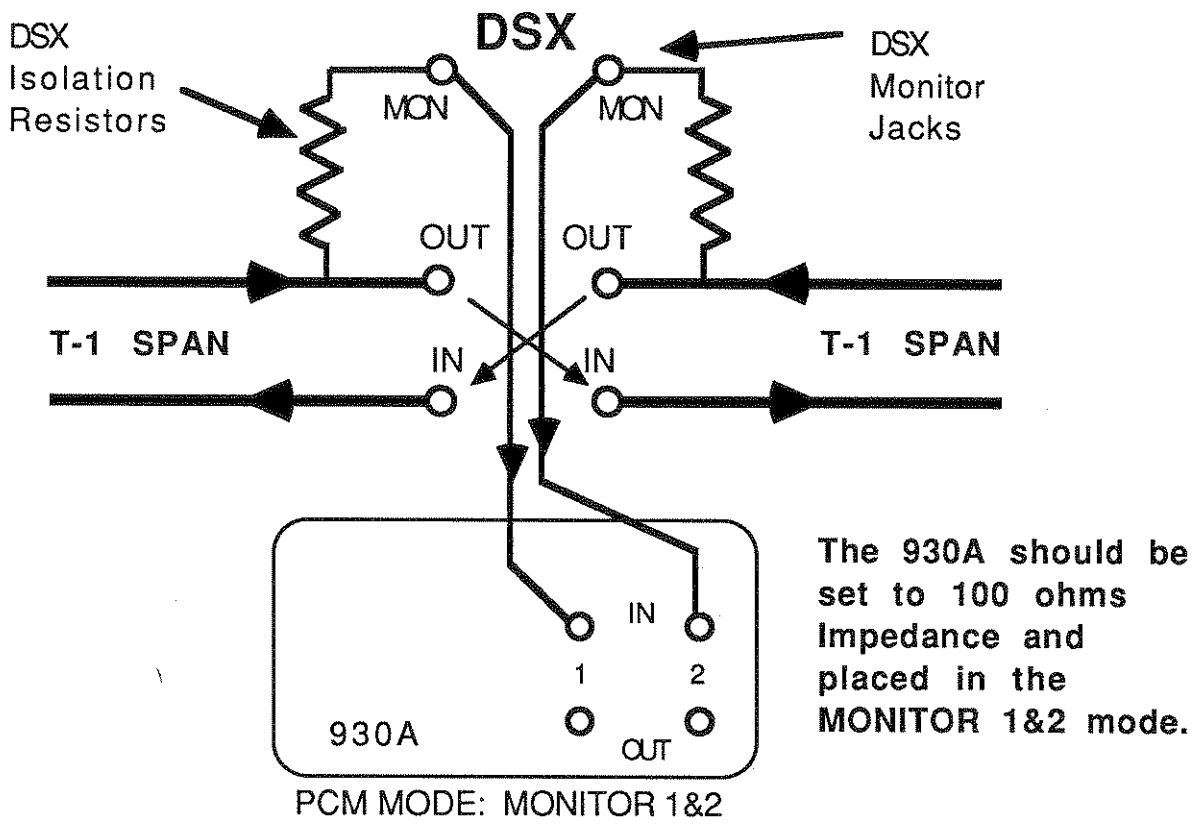 DSX
Isolation
Resistors
DSX
DSX
Monitor
Jacks
MON
MON
OUT
OUT
T-1 SPAN
T-1 SPAN
IN
IN
The 930A should be
set to 100 ohms
Impedance and
placed in the
MONITOR 1&2 mode.
IN
1
2
930A
OUT
PCM MODE: MONITOR 1&2